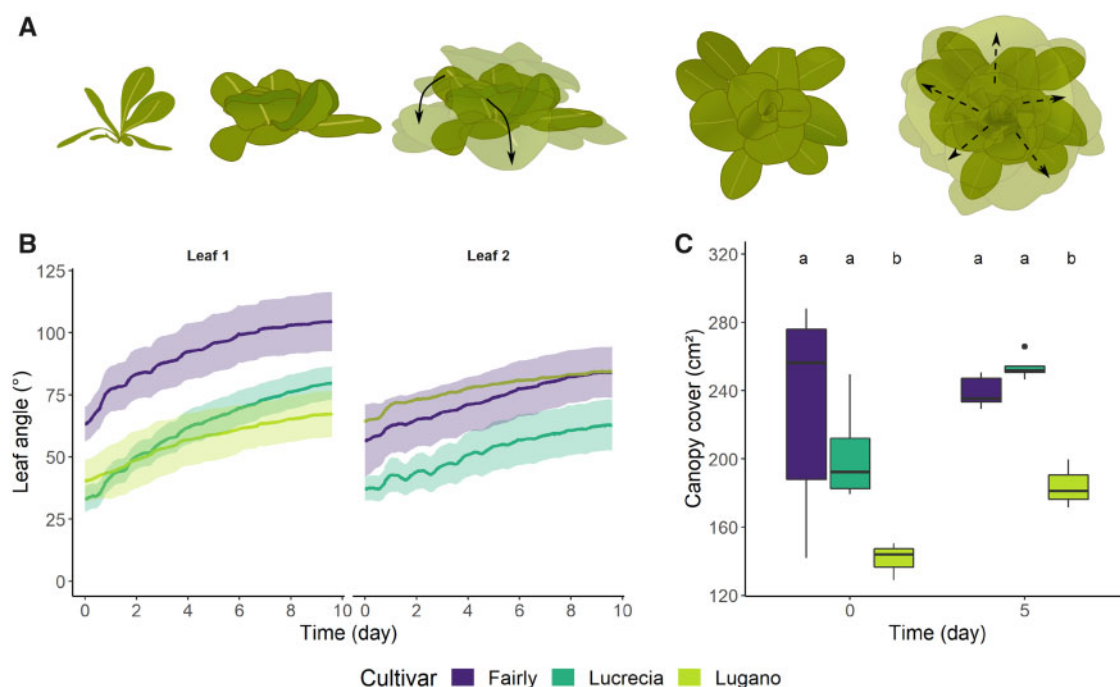 A
B
Leaf 1
Leaf 2
125
100
75
50
25
0
Leaf angle (°)
0 2 4 6 8 10
0 2 4 6 8 10
Time (day)
C
320
280
240
200
160
120
Canopy cover (cm²)
a a b a a b
0 5
Time (day)
Cultivar Fairly Lucrecia Lugano